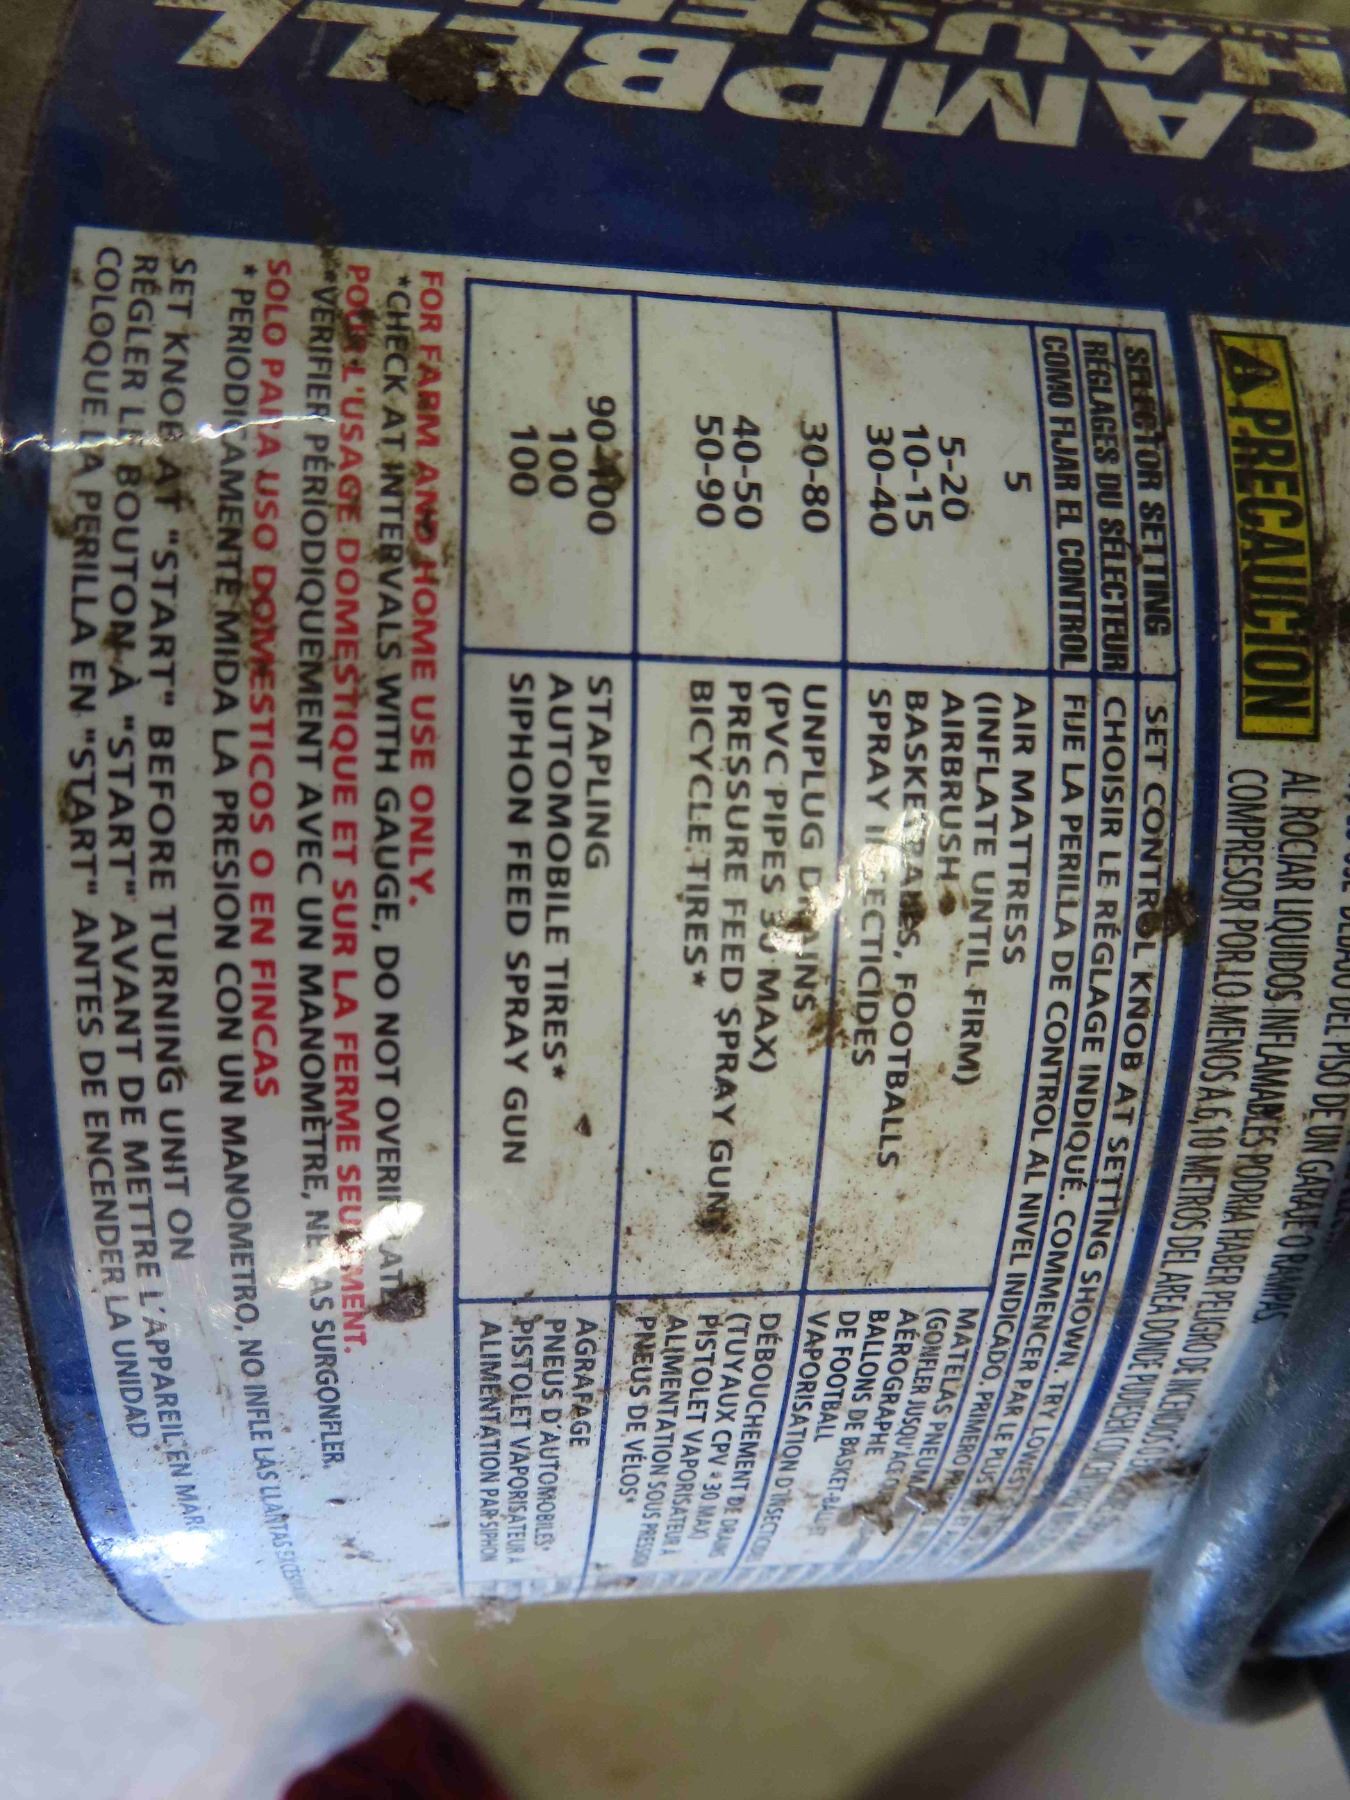 CAMPBELL
⚠ PRECAUCIÓN
AL ROCIAR LIQUIDOS INFLAMABLES PODRIA HABER PELIGRO DE INCENDIOS
COMPRESOR POR LO MENOS A 6,10 METROS DEL AREA DONDE PUDIESEN
SELECTOR SETTING
RÉGLAGES DU SÉLECTEUR
COMO FIJAR EL CONTROL
SET CONTROL KNOB AT SETTING SHOWN. TRY LOWEST
CHOISIR LE RÉGLAGE INDIQUÉ. COMMENCER PAR LE PLUS
FIJE LA PERILLA DE CONTROL AL NIVEL INDICADO. PRIMERO
5
AIR MATTRESS
(INFLATE UNTIL FIRM)
5-20
AIRBRUSH
10-15
BASKETBALLS, FOOTBALLS
30-40
SPRAY INSECTICIDES
MATELAS PNEUMA
(GONFLER JUSQU'À CE
AÉROGRAPHE
BALLONS DE BASKET-BALL ET
DE FOOTBALL
VAPORISATION D'INSECTICIDE
30-80
UNPLUG DRAINS
(PVC PIPES 30 MAX)
40-50
PRESSURE FEED SPRAY GUN
50-90
BICYCLE TIRES*
DÉBOUCHEMENT DE DRAINS
(TUYAUX CPV = 30 MAX)
PISTOLET VAPORISATEUR À
ALIMENTATION SOUS PRESSION
PNEUS DE VÉLOS*
90-100
STAPLING
100
AUTOMOBILE TIRES*
100
SIPHON FEED SPRAY GUN
AGRAFAGE
PNEUS D'AUTOMOBILES*
PISTOLET VAPORISATEUR À
ALIMENTATION PAR SIPHON
FOR FARM AND HOME USE ONLY.
*CHECK AT INTERVALS WITH GAUGE, DO NOT OVERINFLATE
POUR L'USAGE DOMESTIQUE ET SUR LA FERME SEULEMENT.
*VÉRIFIER PÉRIODIQUEMENT AVEC UN MANOMÈTRE, NE PAS SURGONFLER.
SOLO PARA USO DOMESTICOS O EN FINCAS
* PERIODICAMENTE MIDA LA PRESION CON UN MANOMETRO, NO INFLE LAS LLANTAS
SET KNOB AT "START" BEFORE TURNING UNIT ON
RÉGLER LE BOUTON À "START" AVANT DE METTRE L'APPAREIL EN
COLOQUE LA PERILLA EN "START" ANTES DE ENCENDER LA UNIDAD